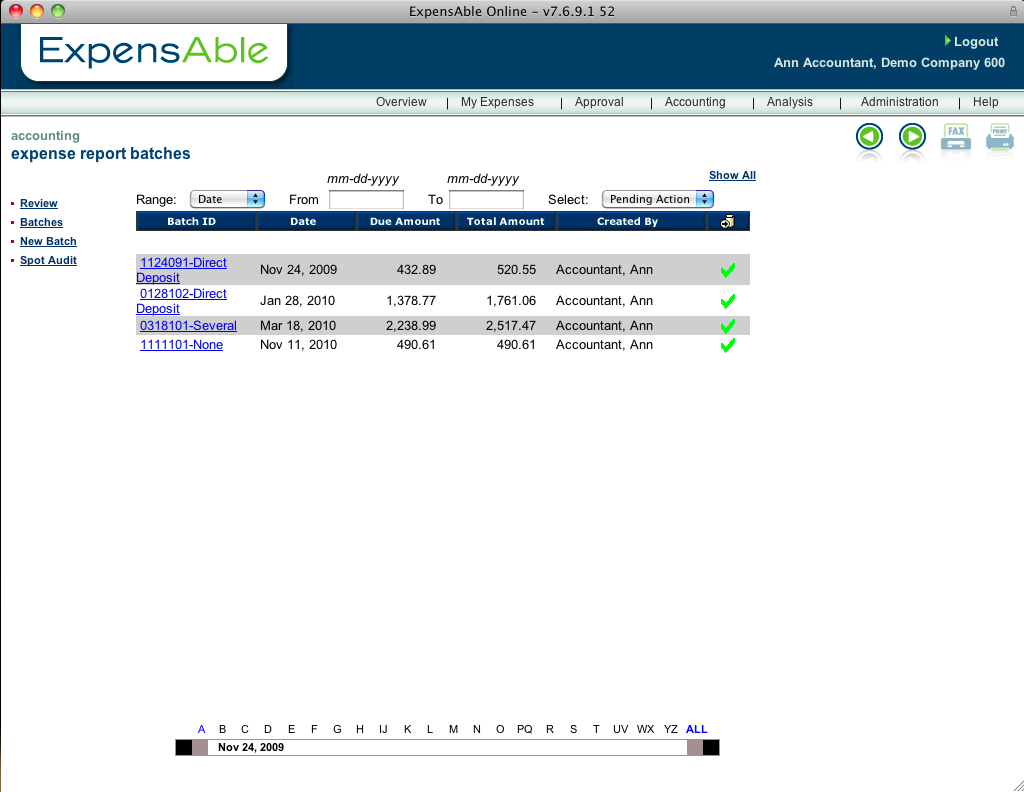 ExpensAble Online – v7.6.9.1 52
ExpensAble
Logout
Ann Accountant, Demo Company 600
Overview | My Expenses | Approval | Accounting | Analysis | Administration | Help
accounting
expense report batches
FAX
PRINT
mm-dd-yyyy mm-dd-yyyy Show All
Range: Date From To Select: Pending Action
Review
Batches
New Batch
Spot Audit
Batch ID Date Due Amount Total Amount Created By
1124091-Direct
Deposit Nov 24, 2009 432.89 520.55 Accountant, Ann
0128102-Direct
Deposit Jan 28, 2010 1,378.77 1,761.06 Accountant, Ann
0318101-Several Mar 18, 2010 2,238.99 2,517.47 Accountant, Ann
1111101-None Nov 11, 2010 490.61 490.61 Accountant, Ann
A B C D E F G H IJ K L M N O PQ R S T UV WX YZ ALL
Nov 24, 2009